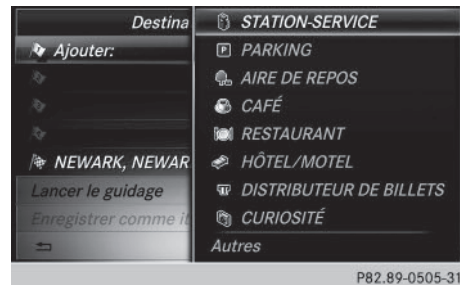 Destina
Ajouter:
NEWARK, NEWAR
Lancer le guidage
Enregistrer comme it
STATION-SERVICE
PARKING
AIRE DE REPOS
CAFÉ
RESTAURANT
HÔTEL/MOTEL
DISTRIBUTEUR DE BILLETS
CURIOSITÉ
Autres
P82.89-0505-31